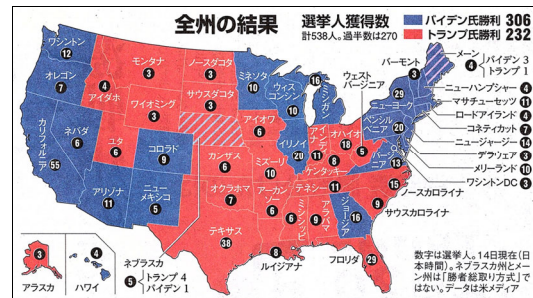 全州の結果
選挙人獲得数
計538人。過半数は270
バイデン氏勝利 306
トランプ氏勝利 232
ワシントン
12
オレゴン
7
カリフォルニア
55
ネバダ
6
アイダホ
4
モンタナ
3
ワイオミング
3
ユタ
6
アリゾナ
11
コロラド
9
ニューメキシコ
5
ノースダコタ
3
サウスダコタ
3
ネブラスカ
5
トランプ 4
バイデン 1
カンザス
6
オクラホマ
7
テキサス
38
ミネソタ
10
アイオワ
6
ミズーリ
10
アーカンソー
6
ルイジアナ
8
ウィスコンシン
10
イリノイ
20
ミシガン
16
インディアナ
11
オハイオ
18
ケンタッキー
8
テネシー
11
ミシシッピ
6
アラバマ
9
ジョージア
16
フロリダ
29
サウスカロライナ
9
ノースカロライナ
15
バージニア
13
ウェストバージニア
5
ペンシルベニア
20
ニューヨーク
29
バーモント
3
メーン
4
バイデン 3
トランプ 1
ニューハンプシャー
4
マサチューセッツ
11
ロードアイランド
4
コネティカット
7
ニュージャージー
14
デラウェア
3
メリーランド
10
ワシントンDC
3
アラスカ
3
ハワイ
4
数字は選挙人。14日現在(日
本時間)。ネブラスカ州とメー
ン州は「勝者総取り方式」で
はない。データは米メディア